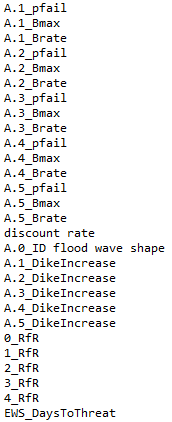 A.1_pfail
A.1_Bmax
A.1_Brate
A.2_pfail
A.2_Bmax
A.2_Brate
A.3_pfail
A.3_Bmax
A.3_Brate
A.4_pfail
A.4_Bmax
A.4_Brate
A.5_pfail
A.5_Bmax
A.5_Brate
discount rate
A.0_ID flood wave shape
A.1_DikeIncrease
A.2_DikeIncrease
A.3_DikeIncrease
A.4_DikeIncrease
A.5_DikeIncrease
0_RfR
1_RfR
2_RfR
3_RfR
4_RfR
EWS_DaysToThreat